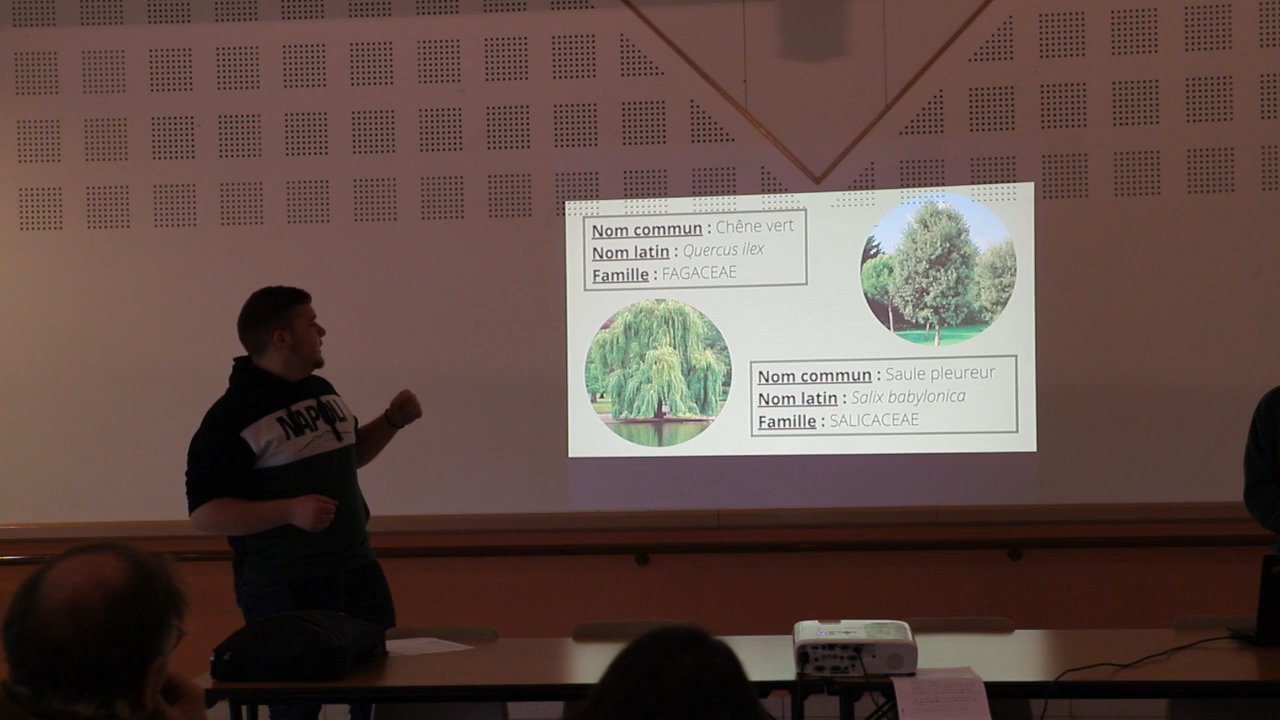 Nom commun : Chêne vert
Nom latin : Quercus ilex
Famille : FAGACEAE
Nom commun : Saule pleureur
Nom latin : Salix babylonica
Famille : SALICACEAE
NAPOLI